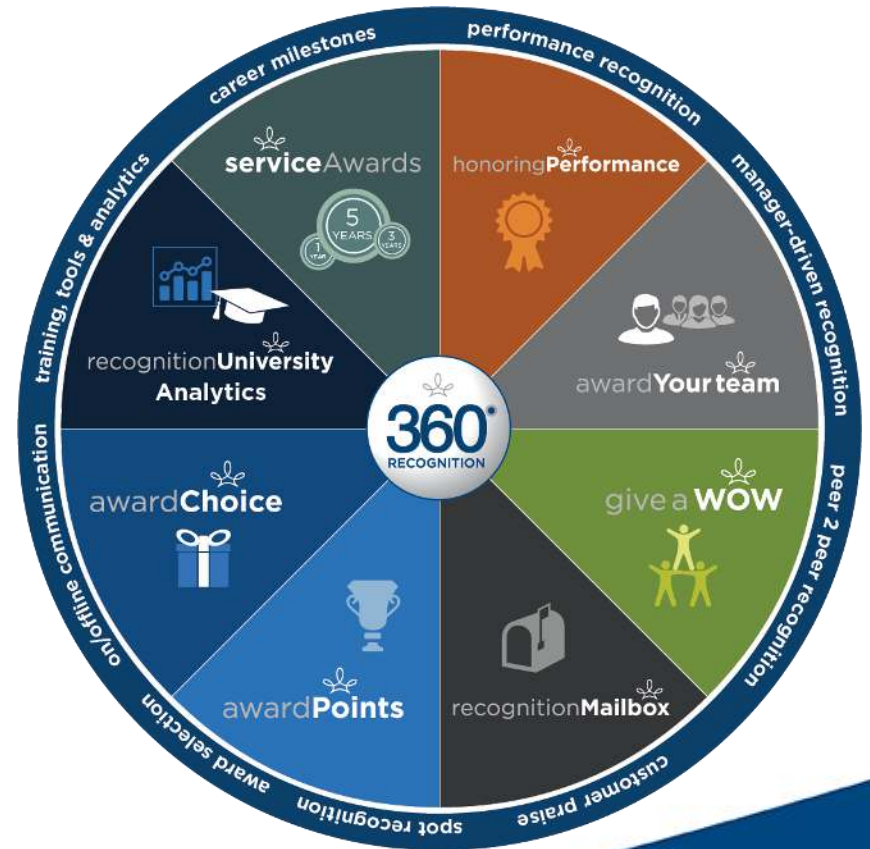 career milestones
performance recognition
manager-driven recognition
peer 2 peer recognition
customer praise
spot recognition
award selection
on/offline communication
training, tools & analytics
serviceAwards
5
YEARS
1
YEAR
3
YEARS
honoringPerformance
awardYourteam
give a WOW
recognitionMailbox
awardPoints
awardChoice
recognitionUniversity
Analytics
360°
RECOGNITION